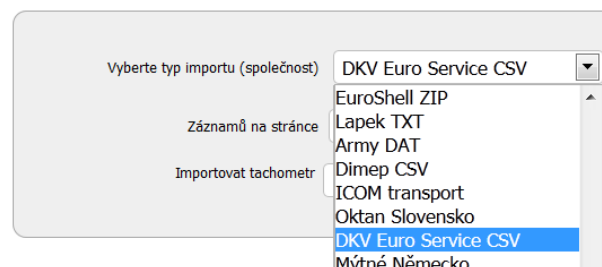 Vyberte typ importu (společnost) DKV Euro Service CSV
EuroShell ZIP
Záznamů na stránce Lapek TXT
Army DAT
Importovat tachometr Dimep CSV
ICOM transport
Oktan Slovensko
DKV Euro Service CSV
Mýtné Německo